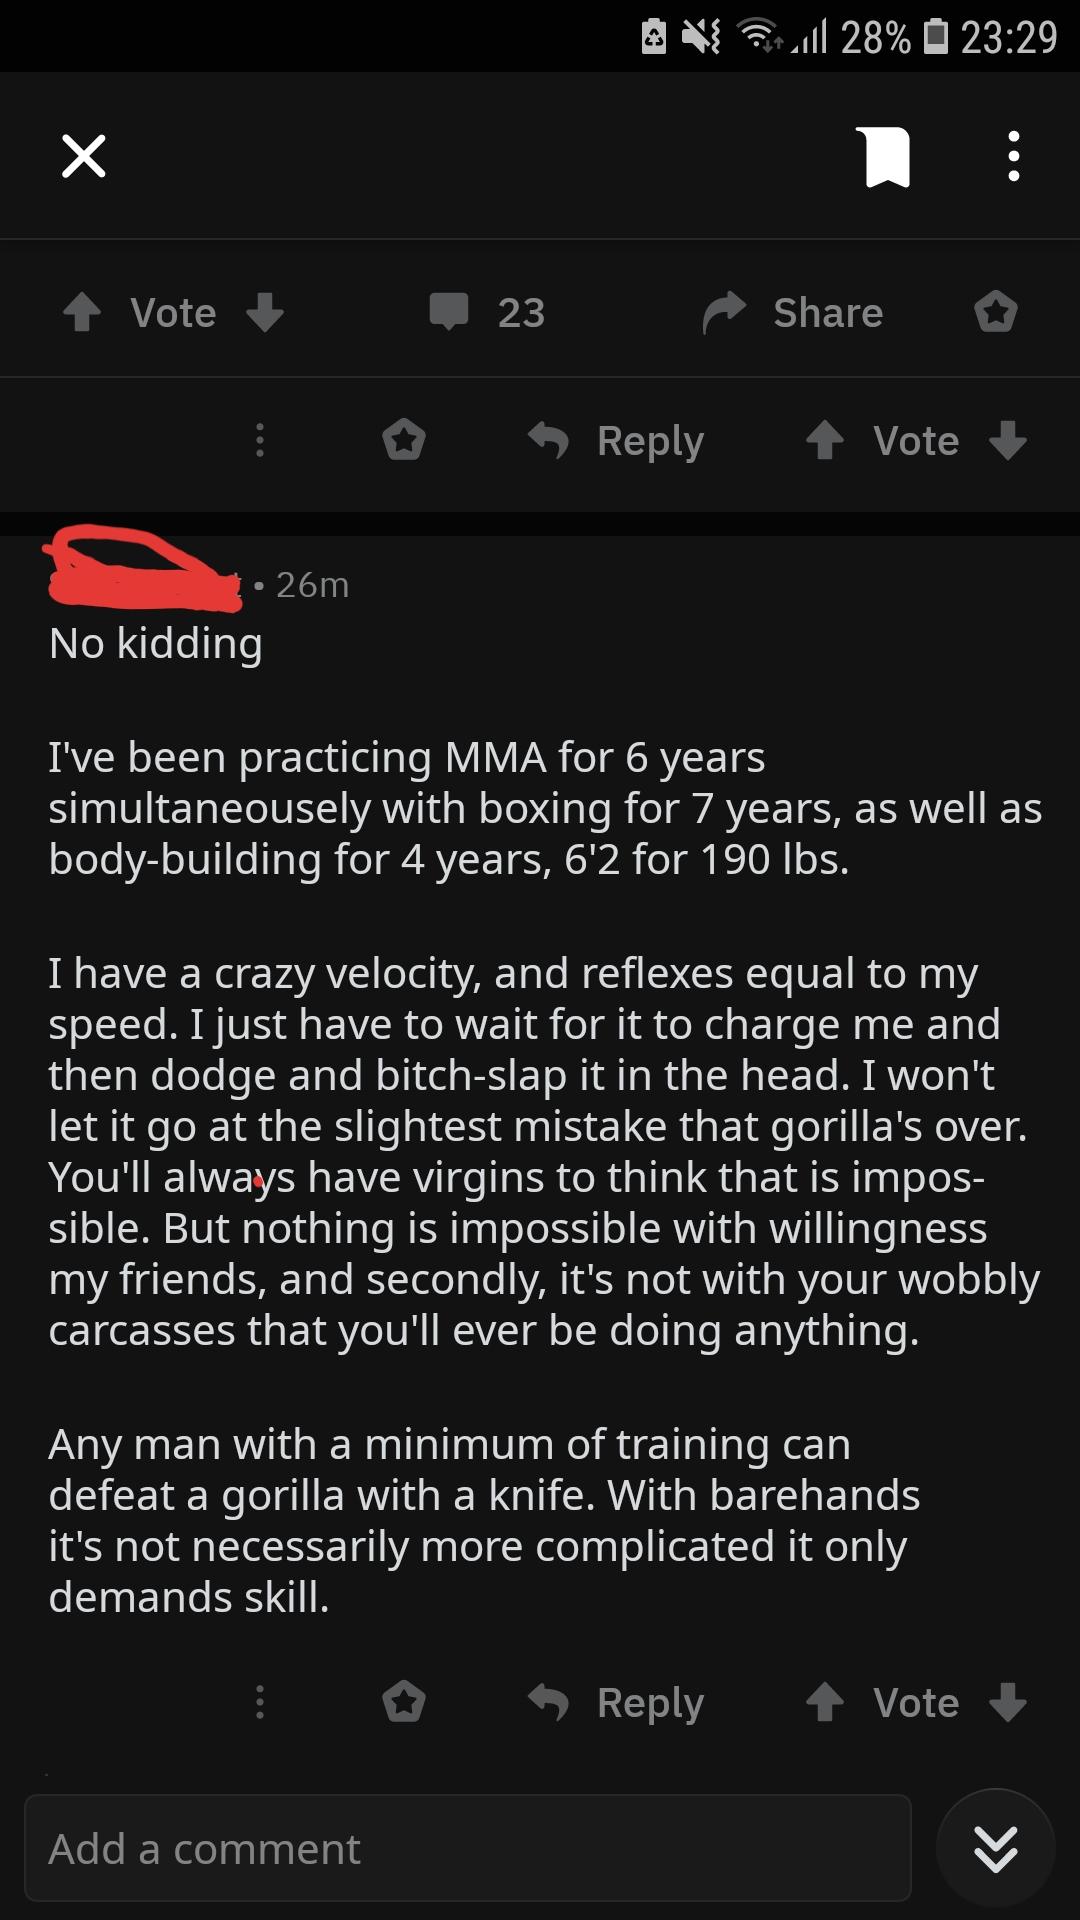 28% 23:29
Vote 23 Share
Reply Vote
• 26m
No kidding
I've been practicing MMA for 6 years
simultaneousely with boxing for 7 years, as well as
body-building for 4 years, 6'2 for 190 lbs.
I have a crazy velocity, and reflexes equal to my
speed. I just have to wait for it to charge me and
then dodge and bitch-slap it in the head. I won't
let it go at the slightest mistake that gorilla's over.
You'll always have virgins to think that is impos-
sible. But nothing is impossible with willingness
my friends, and secondly, it's not with your wobbly
carcasses that you'll ever be doing anything.
Any man with a minimum of training can
defeat a gorilla with a knife. With barehands
it's not necessarily more complicated it only
demands skill.
Reply Vote
Add a comment